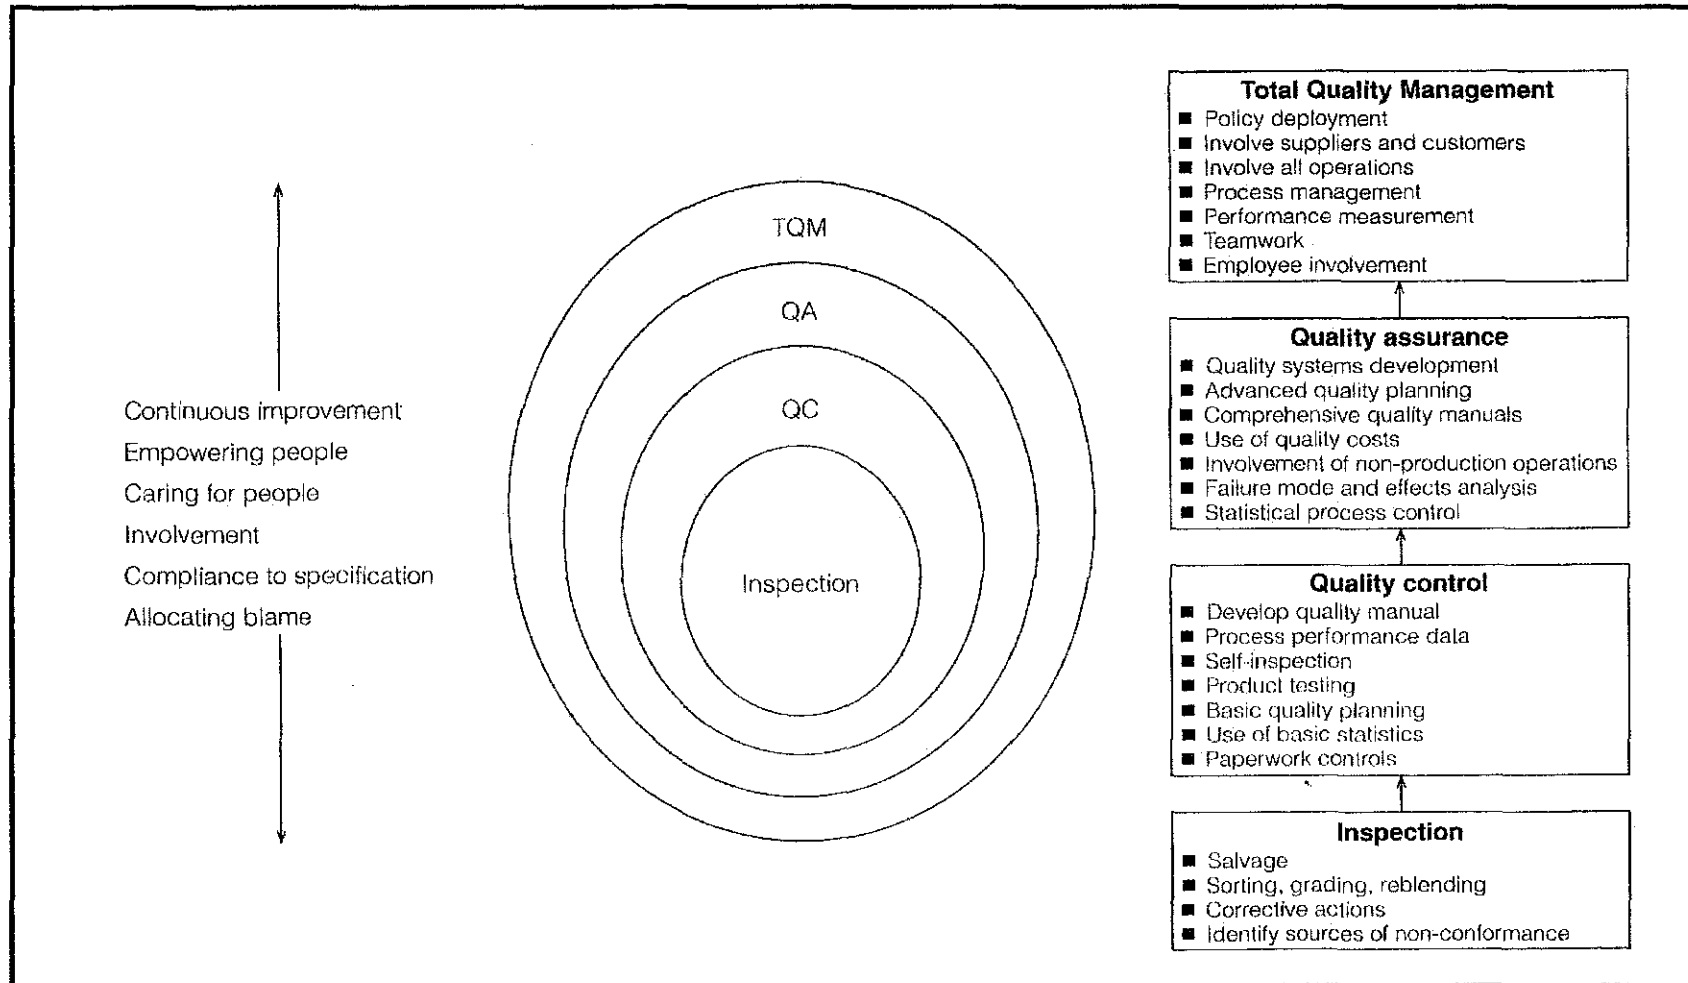 Continuous improvement
Empowering people
Caring for people
Involvement
Compliance to specification
Allocating blame
TQM
QA
QC
Inspection
Total Quality Management
■ Policy deployment
■ Involve suppliers and customers
■ Involve all operations
■ Process management
■ Performance measurement
■ Teamwork
■ Employee involvement
Quality assurance
■ Quality systems development
■ Advanced quality planning
■ Comprehensive quality manuals
■ Use of quality costs
■ Involvement of non-production operations
■ Failure mode and effects analysis
■ Statistical process control
Quality control
■ Develop quality manual
■ Process performance data
■ Self-inspection
■ Product testing
■ Basic quality planning
■ Use of basic statistics
■ Paperwork controls
Inspection
■ Salvage
■ Sorting, grading, reblending
■ Corrective actions
■ Identify sources of non-conformance